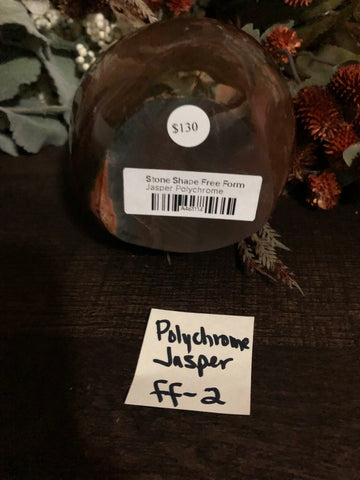 $130
Stone Shape Free Form
Jasper Polychrome
Polychrome
Jasper
ff-2